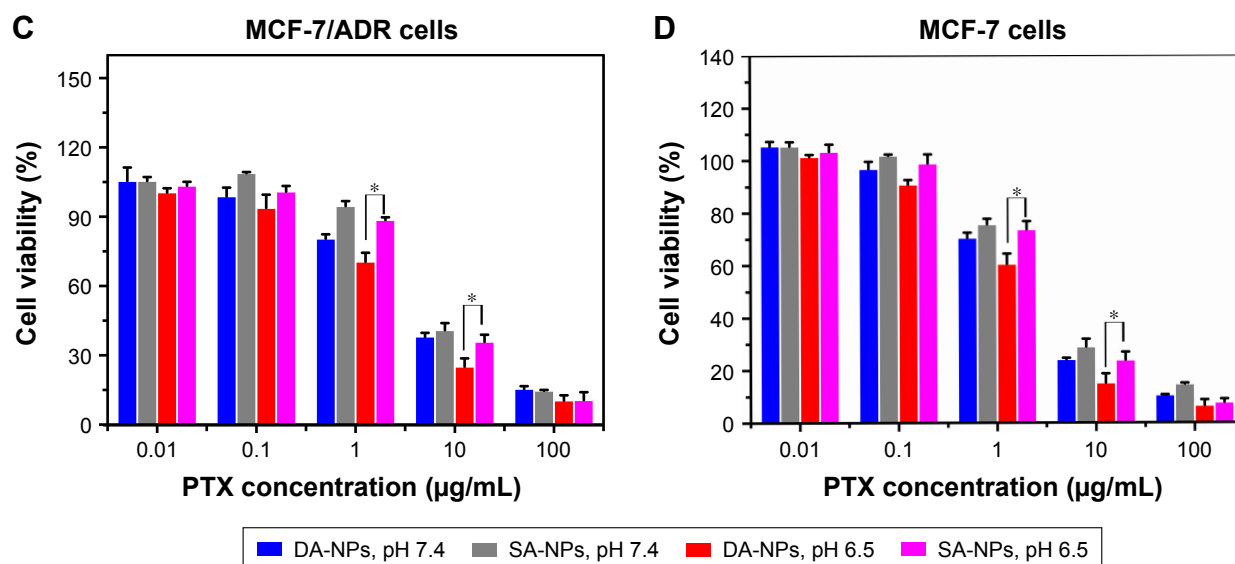 C
MCF-7/ADR cells
150
120
90
60
30
0
Cell viability (%)
*
*
0.01 0.1 1 10 100
PTX concentration (µg/mL)
D
MCF-7 cells
140
120
100
80
60
40
20
0
Cell viability (%)
*
*
0.01 0.1 1 10 100
PTX concentration (µg/mL)
DA-NPs, pH 7.4 SA-NPs, pH 7.4 DA-NPs, pH 6.5 SA-NPs, pH 6.5